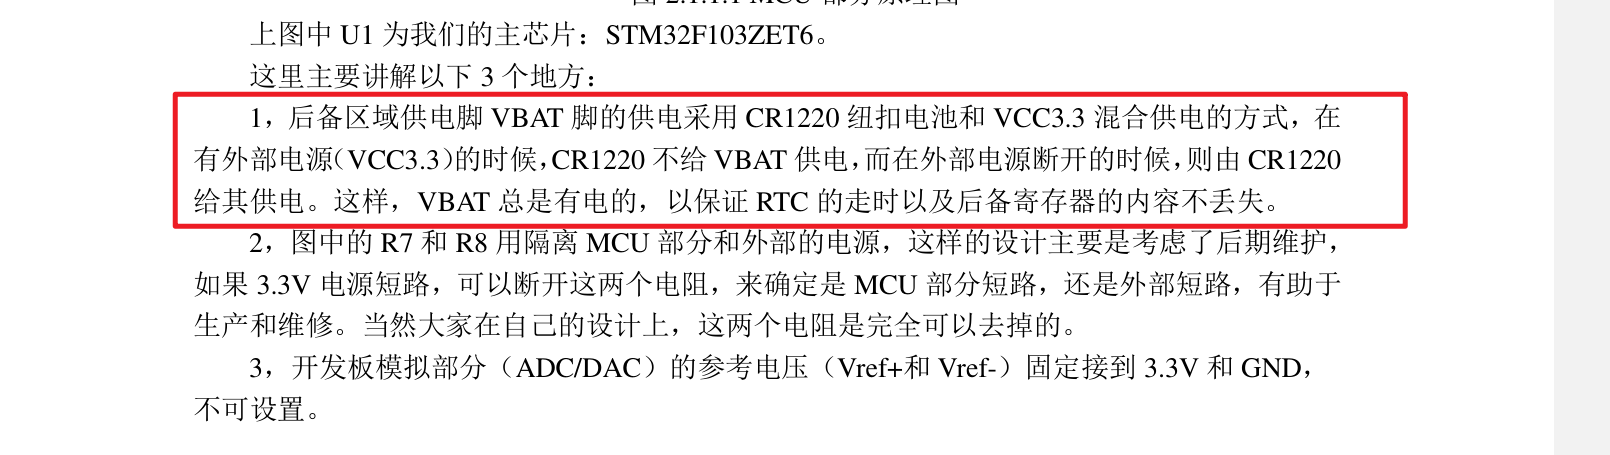 上图中 U1 为我们的主芯片：STM32F103ZET6。
这里主要讲解以下 3 个地方：
1，后备区域供电脚 VBAT 脚的供电采用 CR1220 纽扣电池和 VCC3.3 混合供电的方式，在
有外部电源（VCC3.3）的时候，CR1220 不给 VBAT 供电，而在外部电源断开的时候，则由 CR1220
给其供电。这样，VBAT 总是有电的，以保证 RTC 的走时以及后备寄存器的内容不丢失。
2，图中的 R7 和 R8 用隔离 MCU 部分和外部的电源，这样的设计主要是考虑了后期维护，
如果 3.3V 电源短路，可以断开这两个电阻，来确定是 MCU 部分短路，还是外部短路，有助于
生产和维修。当然大家在自己的设计上，这两个电阻是完全可以去掉的。
3，开发板模拟部分（ADC/DAC）的参考电压（Vref+和 Vref-）固定接到 3.3V 和 GND，
不可设置。